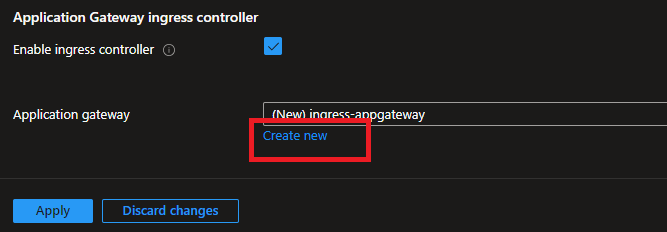 Application Gateway ingress controller
Enable ingress controller
Application gateway
(New) ingress-appgateway
Create new
Apply
Discard changes